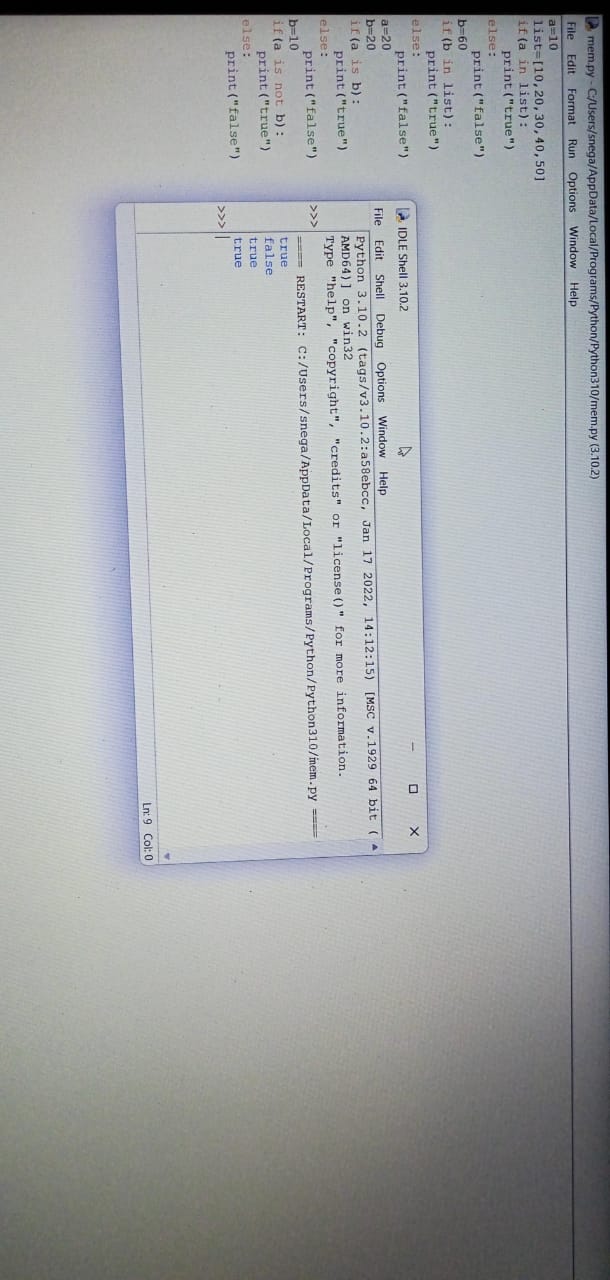 mem.py - C:/Users/snega/AppData/Local/Programs/Python/Python310/mem.py (3.10.2)
File Edit Format Run Options Window Help
a=10
list=[10,20,30,40,50]
if(a in list):
    print("true")
else:
    print("false")
b=60
if(b in list):
    print("true")
else:
    print("false")
a=20
b=20
if(a is b):
    print("true")
else:
    print("false")
b=10
if(a is not b):
    print("true")
else:
    print("false")
IDLE Shell 3.10.2
File Edit Shell Debug Options Window Help
Python 3.10.2 (tags/v3.10.2:a58ebcc, Jan 17 2022, 14:12:15) [MSC v.1929 64 bit (
AMD64)] on win32
Type "help", "copyright", "credits" or "license()" for more information.
>>>
==== RESTART: C:/Users/snega/AppData/Local/Programs/Python/Python310/mem.py ====
true
false
true
true
>>>
Ln: 9 Col: 0